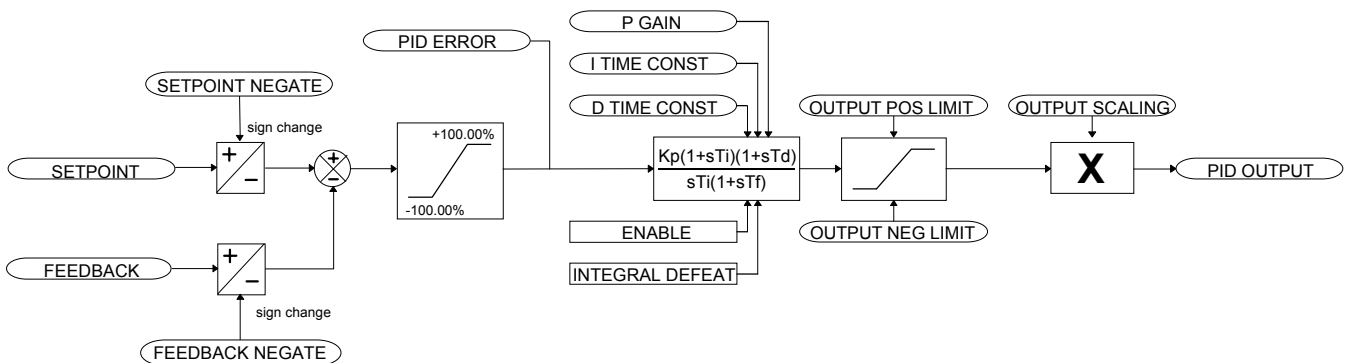 P GAIN
PID ERROR
I TIME CONST
SETPOINT NEGATE
D TIME CONST
OUTPUT POS LIMIT
OUTPUT SCALING
sign change
+100.00%
-100.00%
+
-
SETPOINT
+
-
Kp(1+sTi)(1+sTd)
sTi(1+sTf)
X
PID OUTPUT
ENABLE
OUTPUT NEG LIMIT
+
-
FEEDBACK
INTEGRAL DEFEAT
sign change
FEEDBACK NEGATE